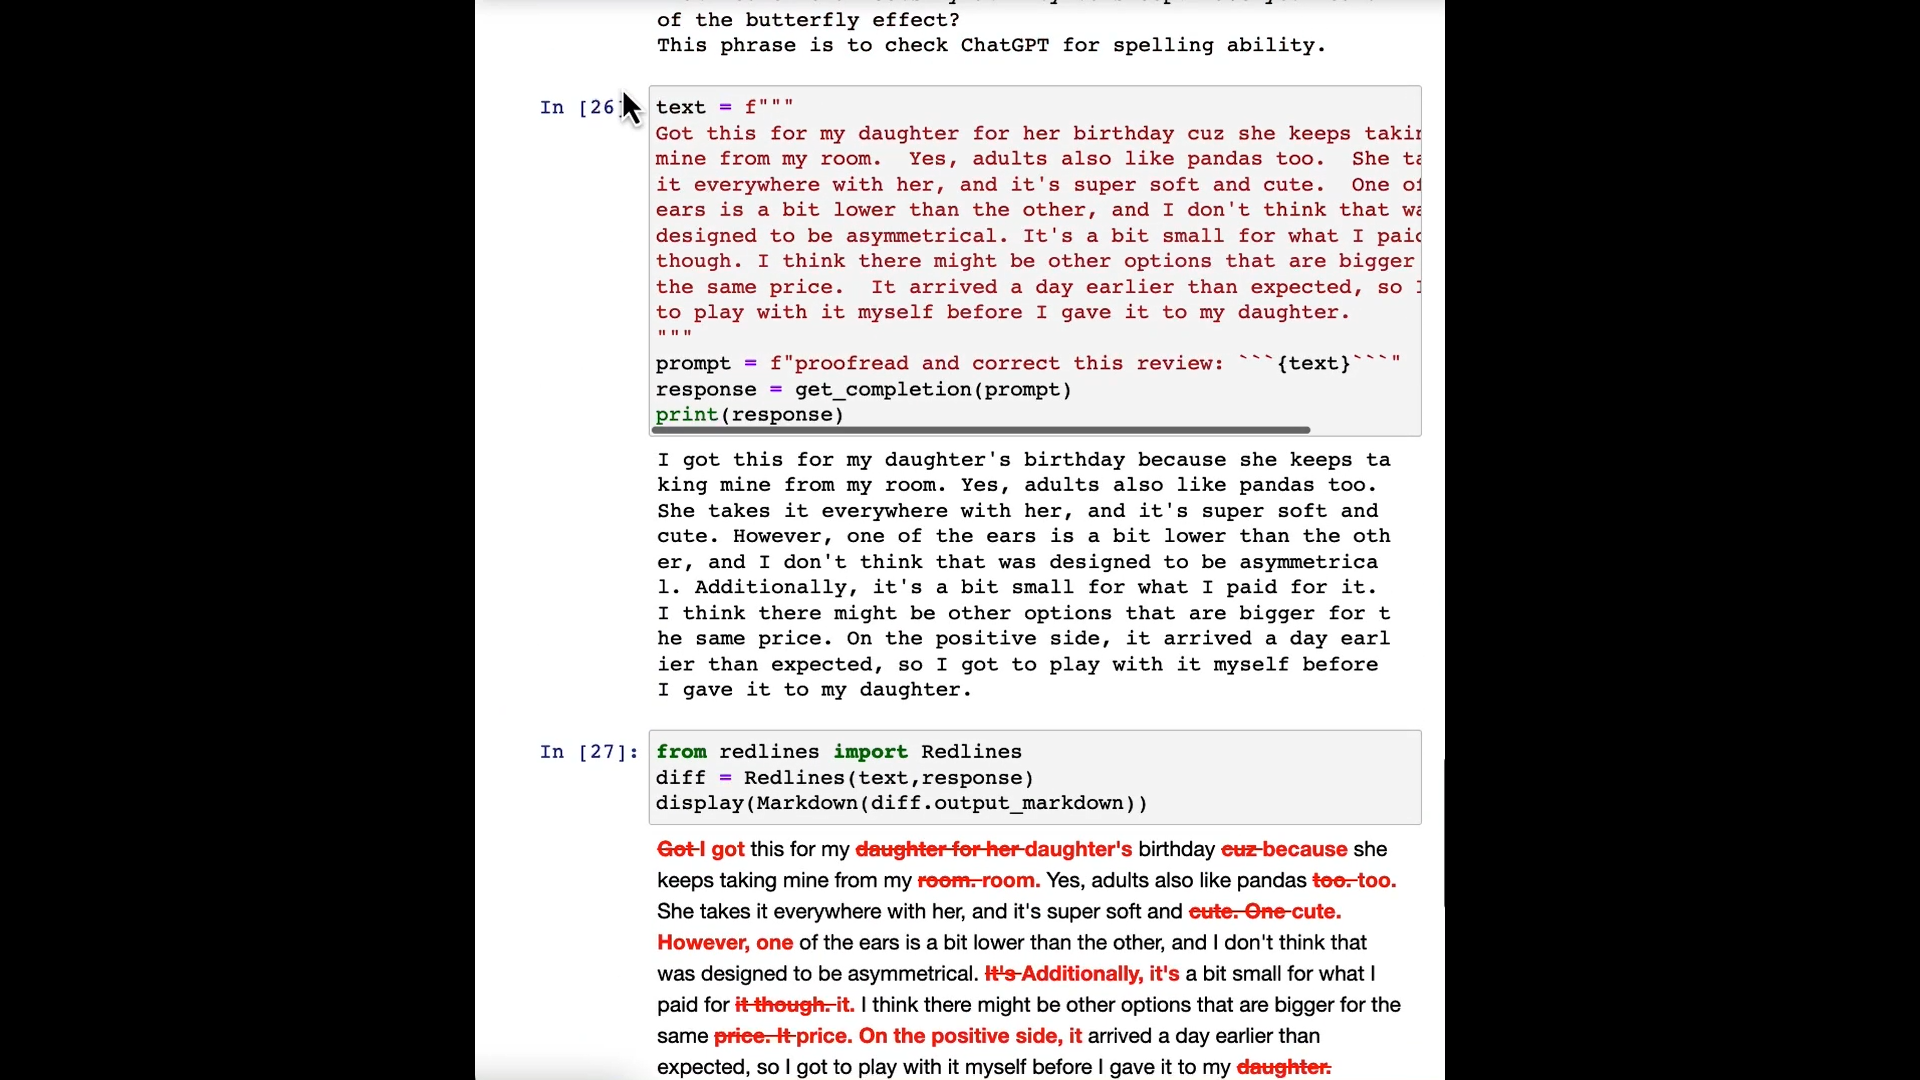 of the butterfly effect?
This phrase is to check ChatGPT for spelling ability.
In [26]
text = f"""
Got this for my daughter for her birthday cuz she keeps
mine from my room.  Yes, adults also like pandas too.  She
it everywhere with her, and it's super soft and cute.  One
ears is a bit lower than the other, and I don't think that
designed to be asymmetrical. It's a bit small for what I
though. I think there might be other options that are bigger
the same price.  It arrived a day earlier than expected, so
to play with it myself before I gave it to my daughter.
"""
prompt = f"proofread and correct this review: ```{text}```"
response = get_completion(prompt)
print(response)
I got this for my daughter's birthday because she keeps ta
king mine from my room. Yes, adults also like pandas too.
She takes it everywhere with her, and it's super soft and
cute. However, one of the ears is a bit lower than the oth
er, and I don't think that was designed to be asymmetrica
l. Additionally, it's a bit small for what I paid for it.
I think there might be other options that are bigger for t
he same price. On the positive side, it arrived a day earl
ier than expected, so I got to play with it myself before
I gave it to my daughter.
In [27]:
from redlines import Redlines
diff = Redlines(text,response)
display(Markdown(diff.output_markdown))
Got I got this for my daughter for her daughter's birthday cuz because she
keeps taking mine from my room. room. Yes, adults also like pandas too. too.
She takes it everywhere with her, and it's super soft and cute. One cute.
However, one of the ears is a bit lower than the other, and I don't think that
was designed to be asymmetrical. It's Additionally, it's a bit small for what I
paid for it though. it. I think there might be other options that are bigger for the
same price. It price. On the positive side, it arrived a day earlier than
expected, so I got to play with it myself before I gave it to my daughter.